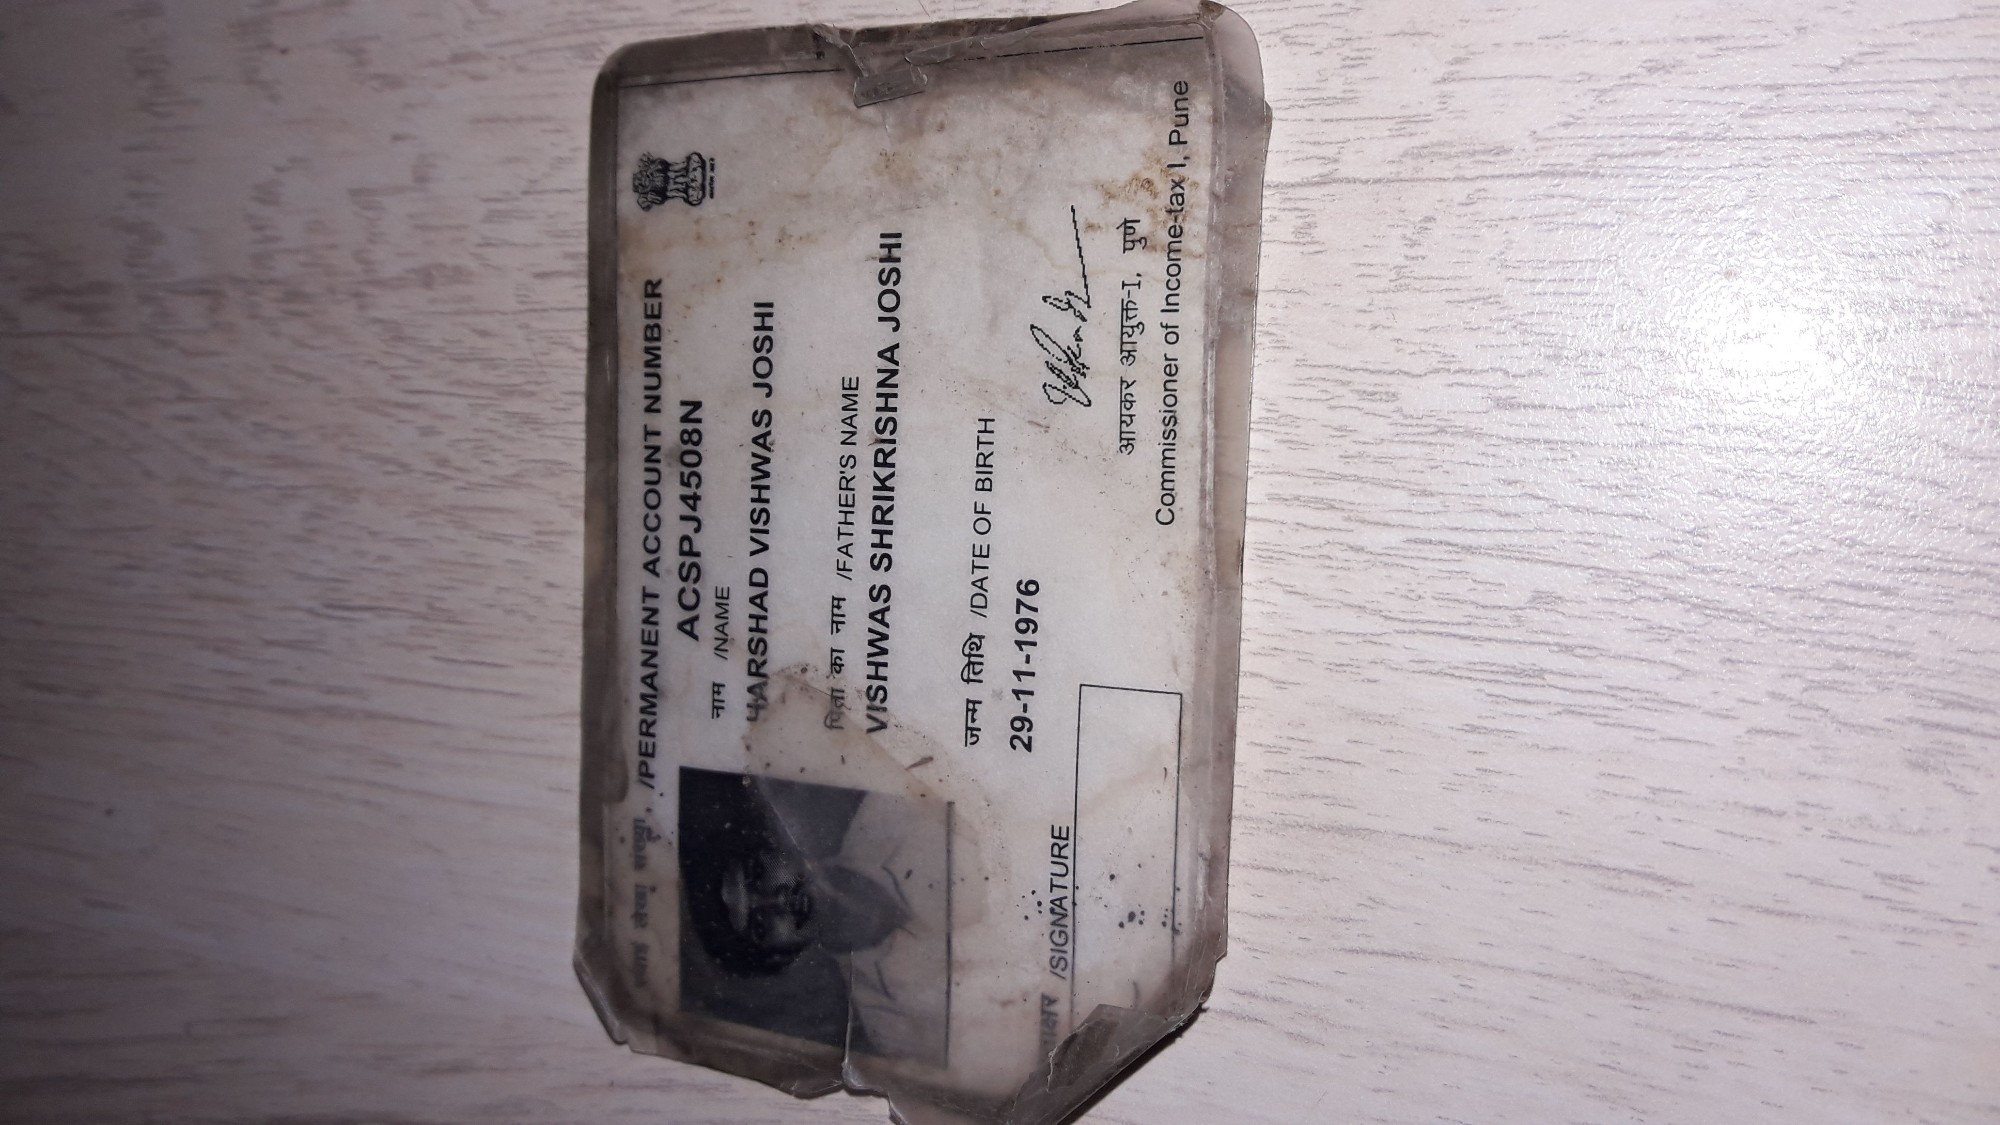 स्थाई लेखा संख्या /PERMANENT ACCOUNT NUMBER
ACSPJ4508N
नाम /NAME
HARSHAD VISHWAS JOSHI
पिता का नाम /FATHER'S NAME
VISHWAS SHRIKRISHNA JOSHI
जन्म तिथि /DATE OF BIRTH
29-11-1976
/SIGNATURE
आयकर आयुक्त-I, पुणे
Commissioner of Income-tax I, Pune